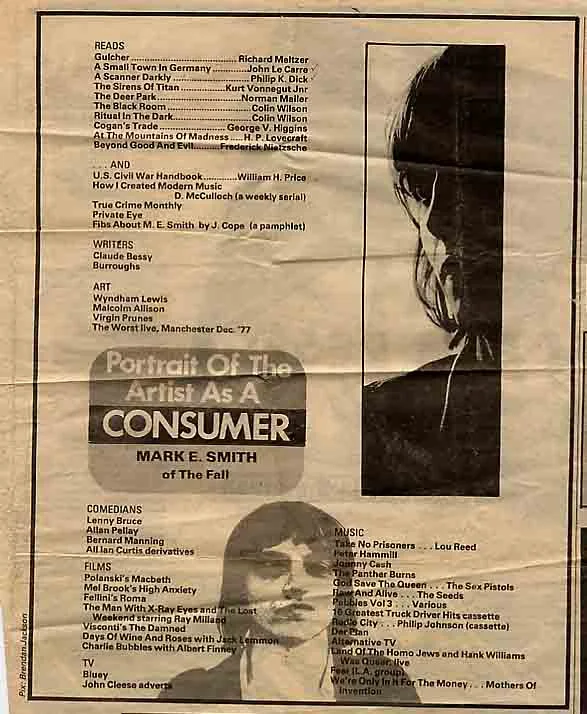 READS
Gulcher ........................................ Richard Meltzer
A Small Town In Germany ............John Le Carre
A Scanner Darkly ............................Philip K. Dick
The Sirens Of Titan ................Kurt Vonnegut Jnr
The Deer Park............................Norman Mailer
The Black Room ............................ Colin Wilson
Ritual In The Dark........................... Colin Wilson
Cogan's Trade .................. George V. Higgins
At The Mountains Of Madness .....H. P. Lovecraft
Beyond Good And Evil.......Frederick Nietzsche
. . . AND
U.S. Civil War Handbook............William H. Price
How I Created Modern Music
D. McCulloch (a weekly serial)
True Crime Monthly
Private Eye
Fibs About M. E. Smith by J. Cope (a pamphlet)
WRITERS
Claude Bessy
Burroughs
ART
Wyndham Lewis
Malcolm Allison
Virgin Prunes
The Worst live, Manchester Dec. '77
Portrait Of The
Artist As A
CONSUMER
MARK E. SMITH
of The Fall
COMEDIANS
Lenny Bruce
Allan Pellay
Bernard Manning
All Ian Curtis derivatives
FILMS
Polanski's Macbeth
Mel Brook's High Anxiety
Fellini's Roma
The Man With X-Ray Eyes and The Lost
Weekend starring Ray Milland
Visconti's The Damned
Days Of Wine And Roses with Jack Lemmon
Charlie Bubbles with Albert Finney
TV
Bluey
John Cleese adverts
MUSIC
Take No Prisoners . . . Lou Reed
Peter Hammill
Johnny Cash
The Panther Burns
God Save The Queen . . . The Sex Pistols
Raw And Alive . . . The Seeds
Pebbles Vol 3 . . . Various
16 Greatest Truck Driver Hits cassette
Radio City . . . Philip Johnson (cassette)
Der Plan
Alternative TV
Land Of The Homo Jews and Hank Williams
Was Queer, live
Fear (L.A. group)
We're Only In It For The Money . . . Mothers Of
Invention
Pix: Brendan Jackson